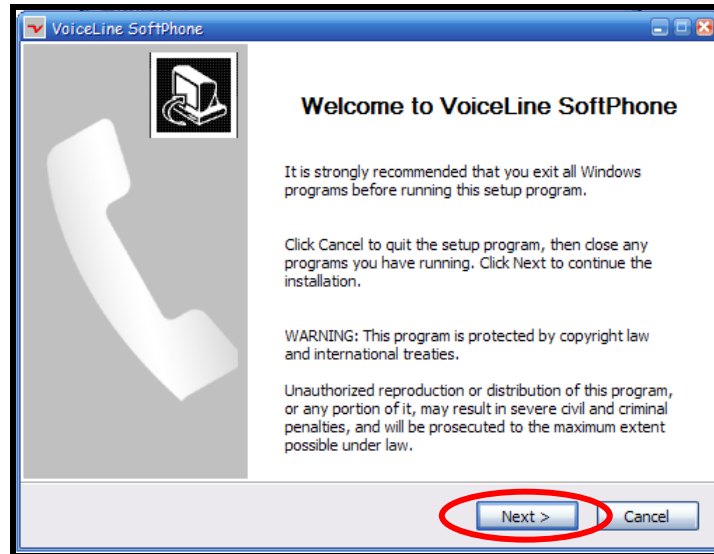 VoiceLine SoftPhone
Welcome to VoiceLine SoftPhone
It is strongly recommended that you exit all Windows
programs before running this setup program.
Click Cancel to quit the setup program, then close any
programs you have running. Click Next to continue the
installation.
WARNING: This program is protected by copyright law
and international treaties.
Unauthorized reproduction or distribution of this program,
or any portion of it, may result in severe civil and criminal
penalties, and will be prosecuted to the maximum extent
possible under law.
Next >
Cancel